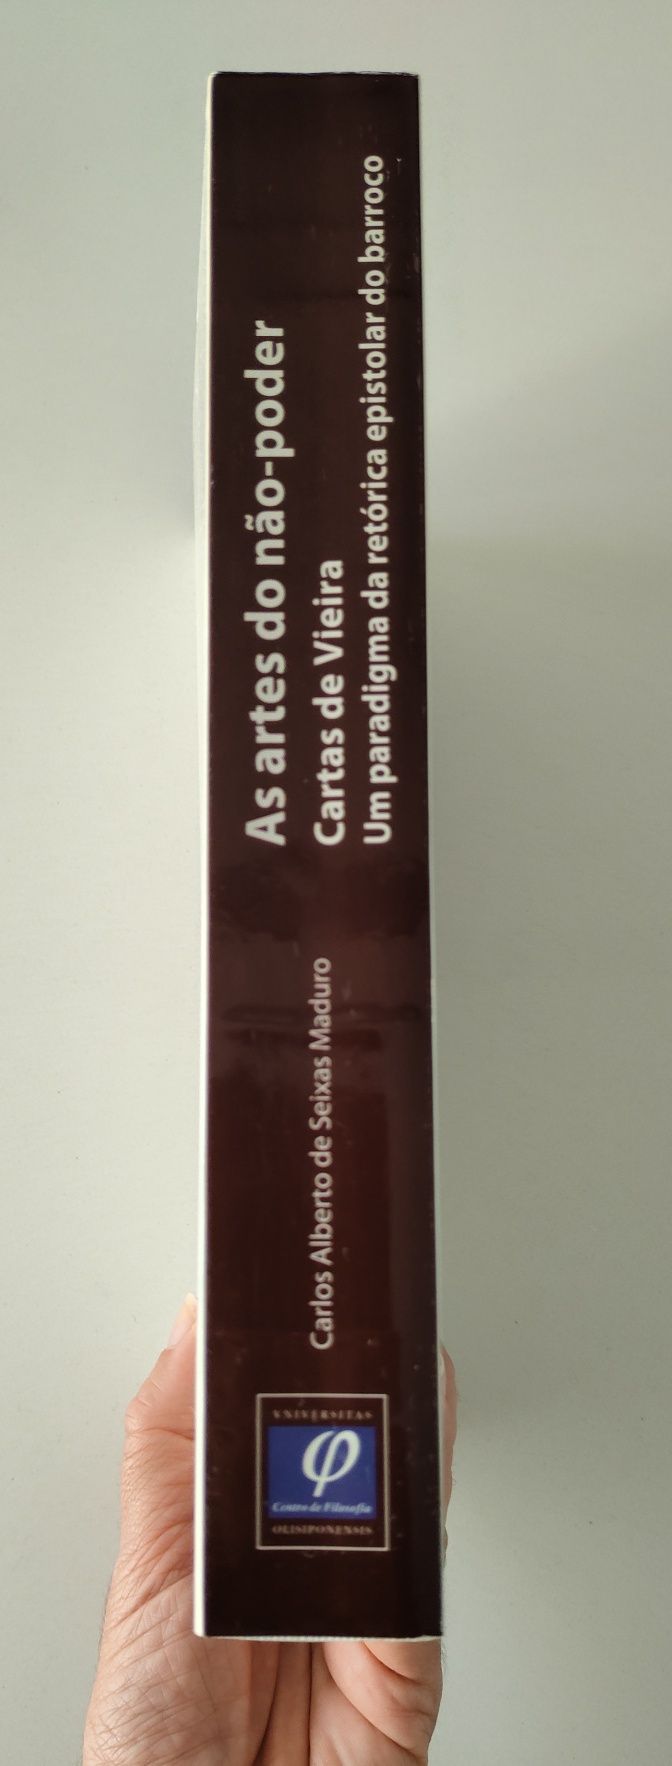 As artes do não-poder
Cartas de Vieira
Um paradigma da retórica epistolar do barroco
Carlos Alberto de Seixas Maduro
VNIVERSITAS
φ
Centro de Filosofia
OLISIPONENSIS